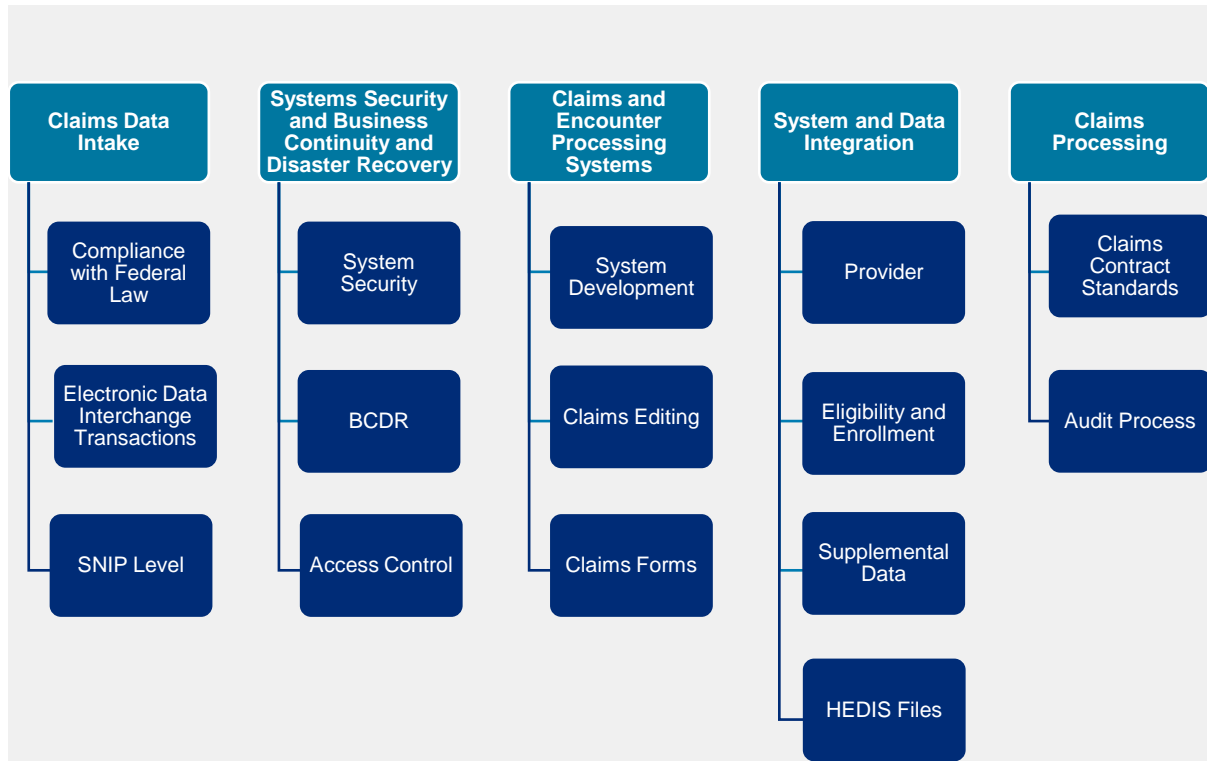 Claims Data
Intake
Compliance
with Federal
Law
Electronic Data
Interchange
Transactions
SNIP Level
Systems Security
and Business
Continuity and
Disaster Recovery
System
Security
BCDR
Access Control
Claims and
Encounter
Processing
Systems
System
Development
Claims Editing
Claims Forms
System and Data
Integration
Provider
Eligibility and
Enrollment
Supplemental
Data
HEDIS Files
Claims
Processing
Claims
Contract
Standards
Audit Process